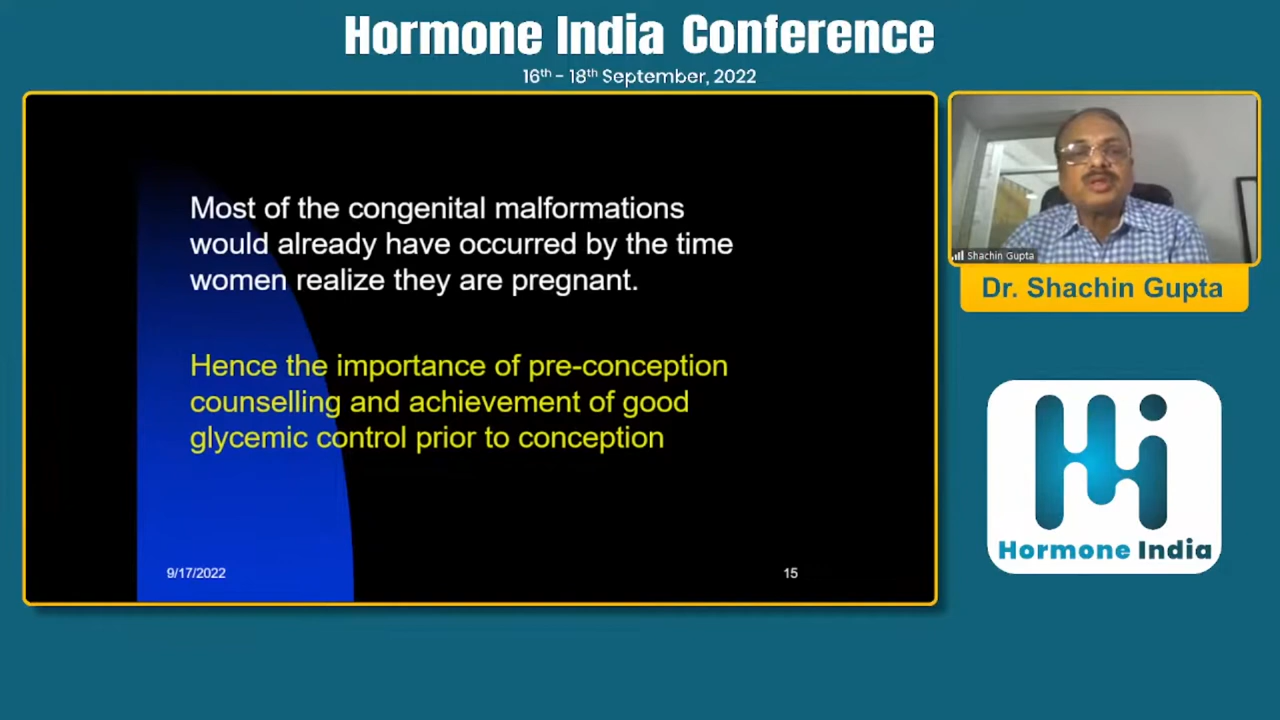 Hormone India Conference
16th - 18th September, 2022
Most of the congenital malformations
would already have occurred by the time
women realize they are pregnant.
Hence the importance of pre-conception
counselling and achievement of good
glycemic control prior to conception
9/17/2022
15
Shachin Gupta
Dr. Shachin Gupta
Hormone India